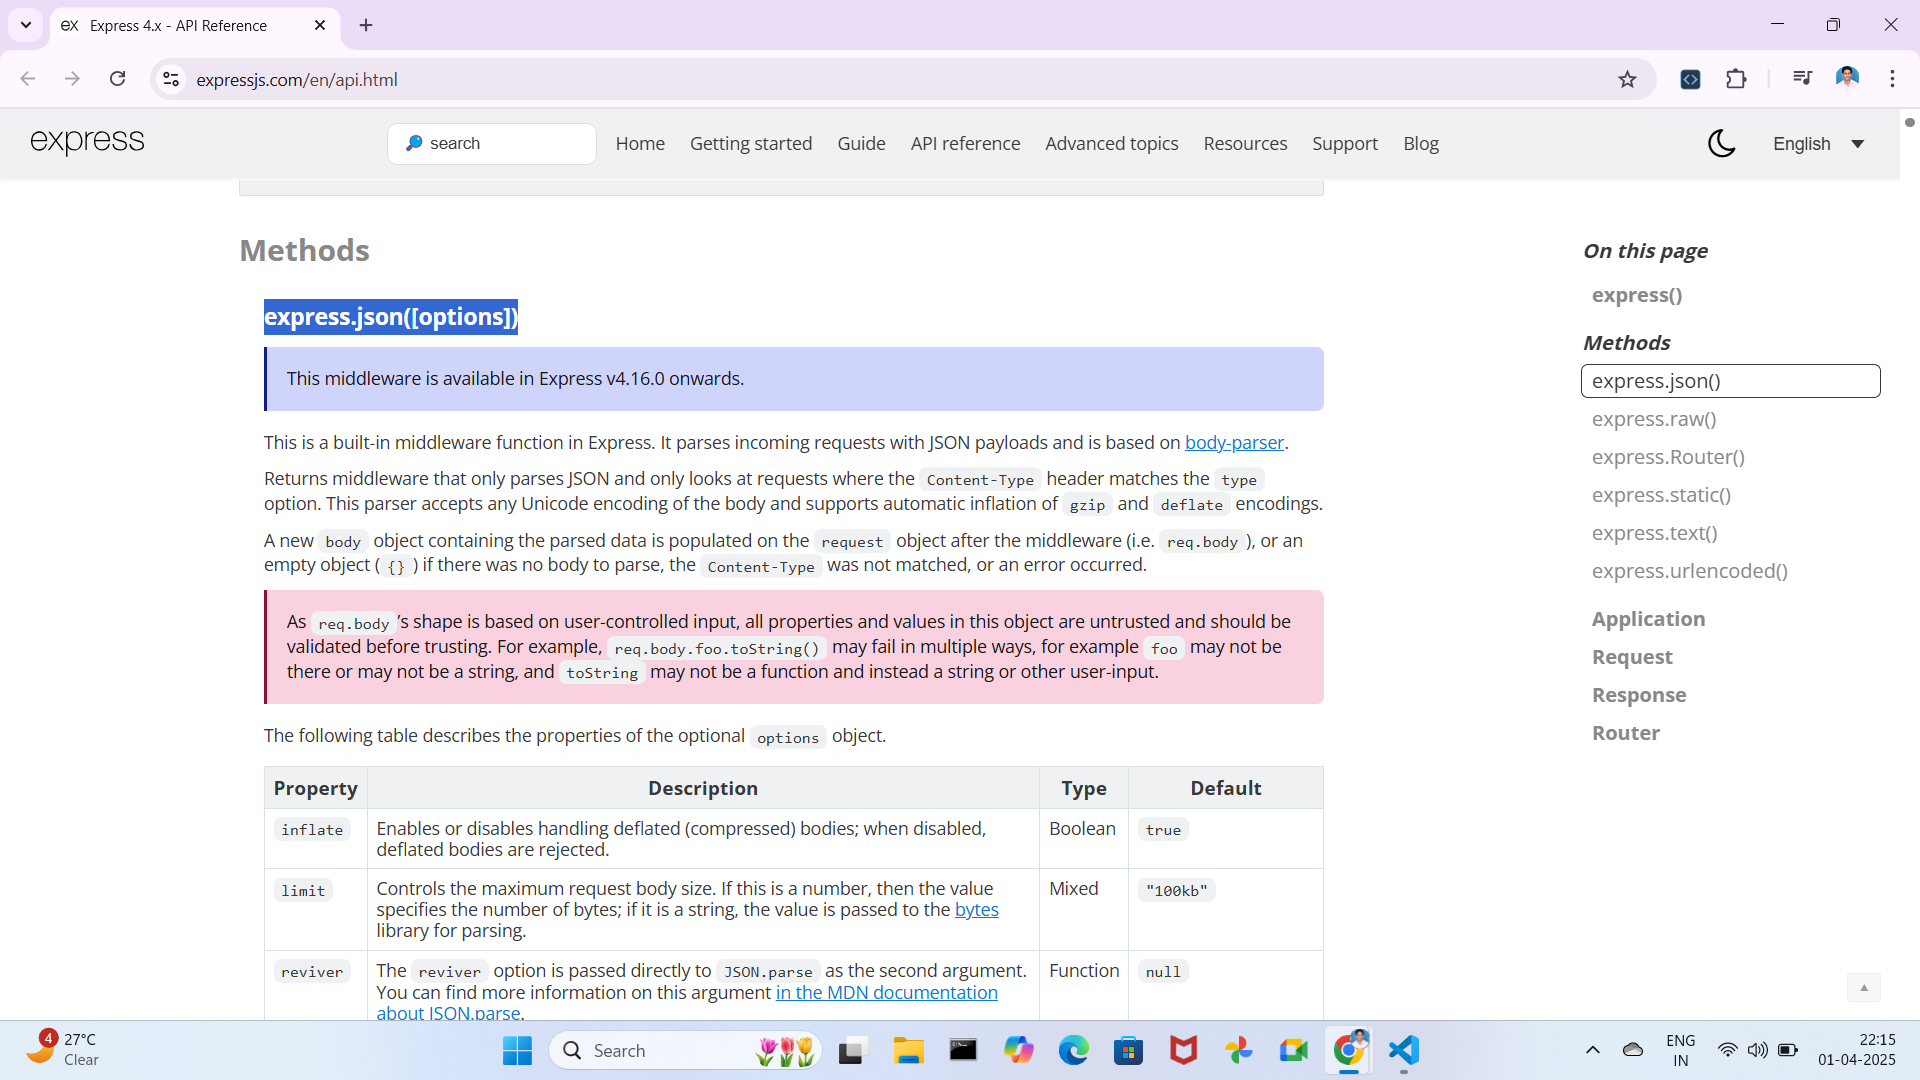 Express 4.x - API Reference
expressjs.com/en/api.html
express
search
Home
Getting started
Guide
API reference
Advanced topics
Resources
Support
Blog
English
Methods
express.json([options])
This middleware is available in Express v4.16.0 onwards.
This is a built-in middleware function in Express. It parses incoming requests with JSON payloads and is based on body-parser.
Returns middleware that only parses JSON and only looks at requests where the Content-Type header matches the type
option. This parser accepts any Unicode encoding of the body and supports automatic inflation of gzip and deflate encodings.
A new body object containing the parsed data is populated on the request object after the middleware (i.e. req.body), or an
empty object ({}) if there was no body to parse, the Content-Type was not matched, or an error occurred.
As req.body's shape is based on user-controlled input, all properties and values in this object are untrusted and should be
validated before trusting. For example, req.body.foo.toString() may fail in multiple ways, for example foo may not be
there or may not be a string, and toString may not be a function and instead a string or other user-input.
The following table describes the properties of the optional options object.
Property Description Type Default
inflate Enables or disables handling deflated (compressed) bodies; when disabled, Boolean true
deflated bodies are rejected.
limit Controls the maximum request body size. If this is a number, then the value Mixed "100kb"
specifies the number of bytes; if it is a string, the value is passed to the bytes
library for parsing.
reviver The reviver option is passed directly to JSON.parse as the second argument. Function null
You can find more information on this argument in the MDN documentation
about JSON.parse.
On this page
express()
Methods
express.json()
express.raw()
express.Router()
express.static()
express.text()
express.urlencoded()
Application
Request
Response
Router
4
27°C
Clear
Search
ENG
IN
22:15
01-04-2025